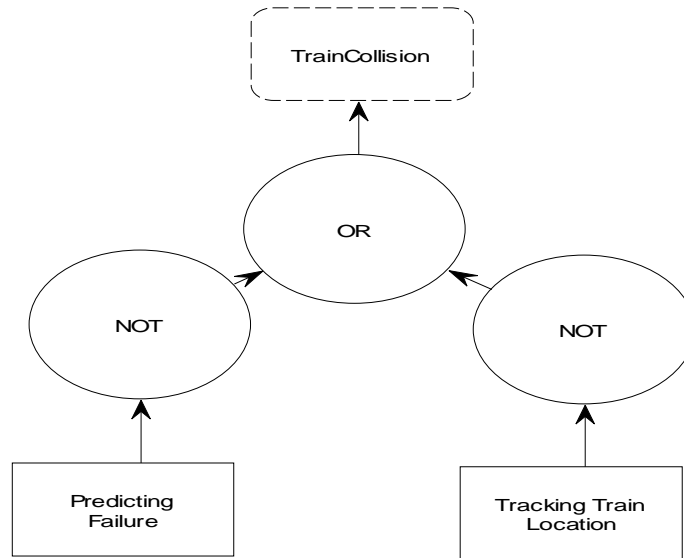 TrainCollision
OR
NOT
NOT
Predicting
Failure
Tracking Train
Location